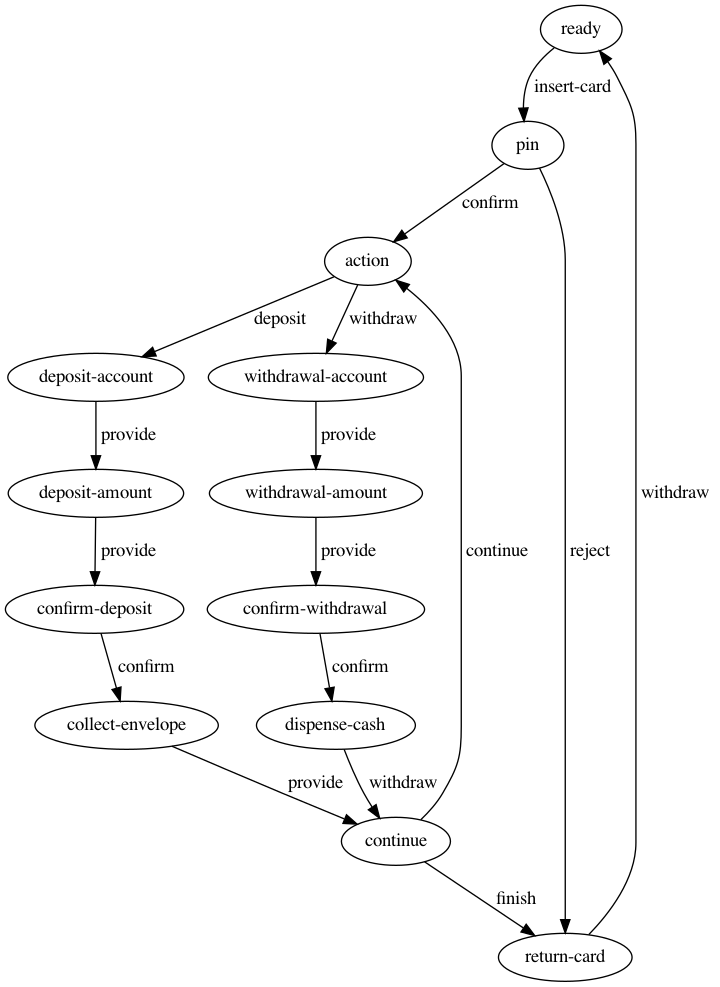 ready
insert-card
pin
confirm
action
deposit
withdraw
deposit-account
withdrawal-account
provide
provide
deposit-amount
withdrawal-amount
withdraw
provide
provide
continue
reject
confirm-deposit
confirm-withdrawal
confirm
confirm
collect-envelope
dispense-cash
provide
withdraw
continue
finish
return-card